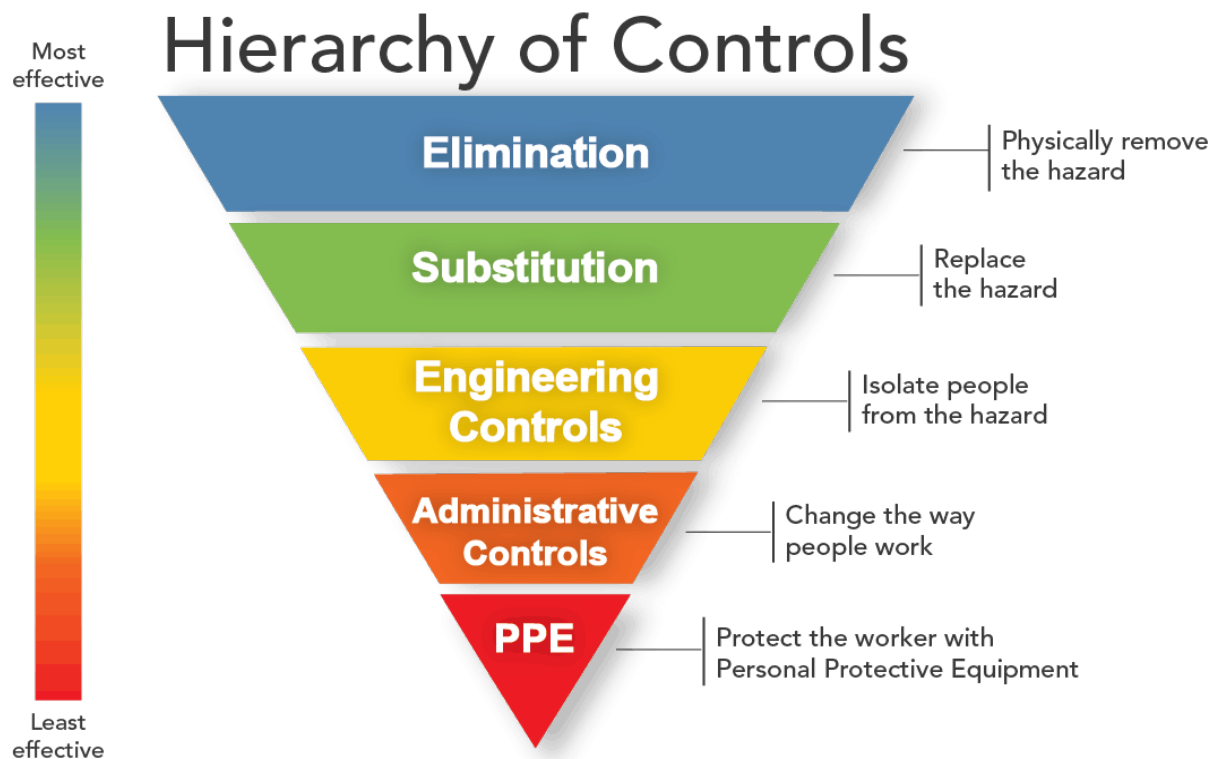 Hierarchy of Controls
Most
effective
Elimination
Physically remove
the hazard
Substitution
Replace
the hazard
Engineering
Controls
Isolate people
from the hazard
Administrative
Controls
Change the way
people work
PPE
Protect the worker with
Personal Protective Equipment
Least
effective